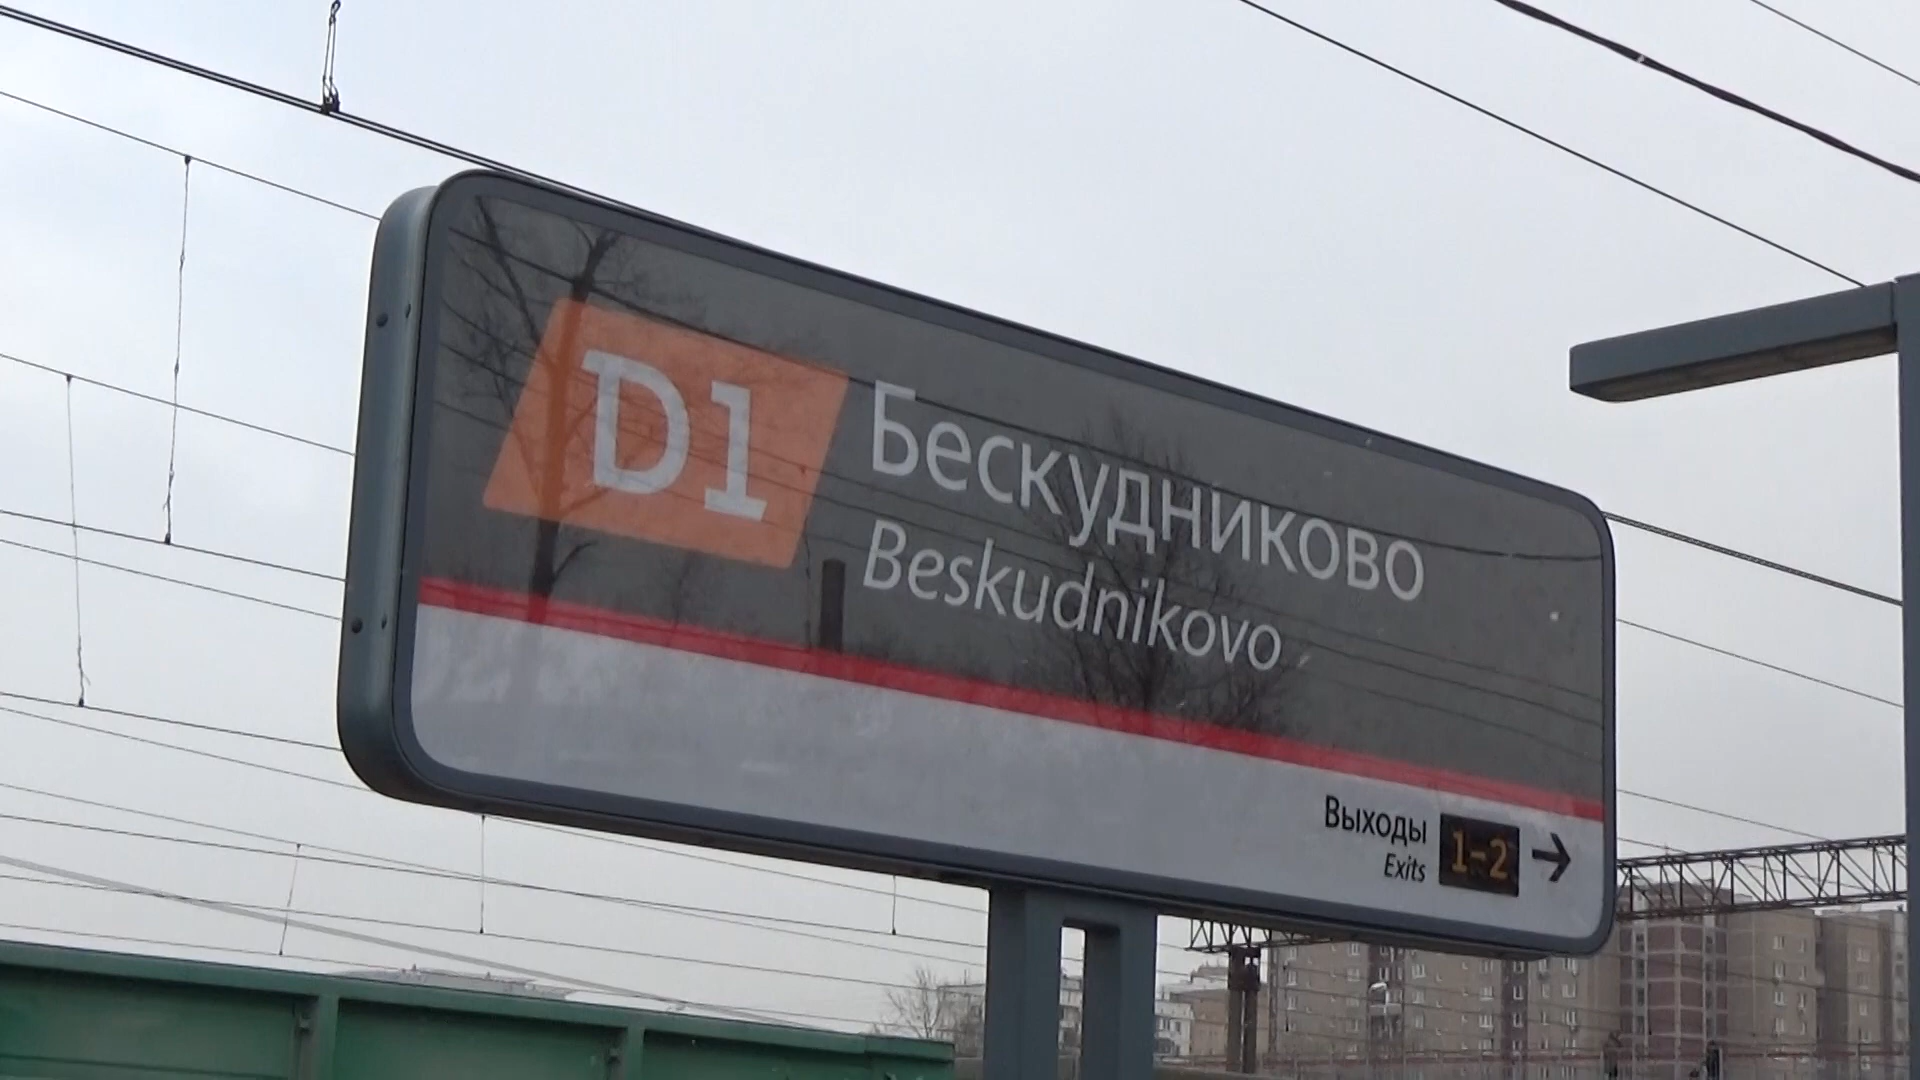 D1
Бескудниково
Beskudnikovo
Выходы
Exits
1-2 →